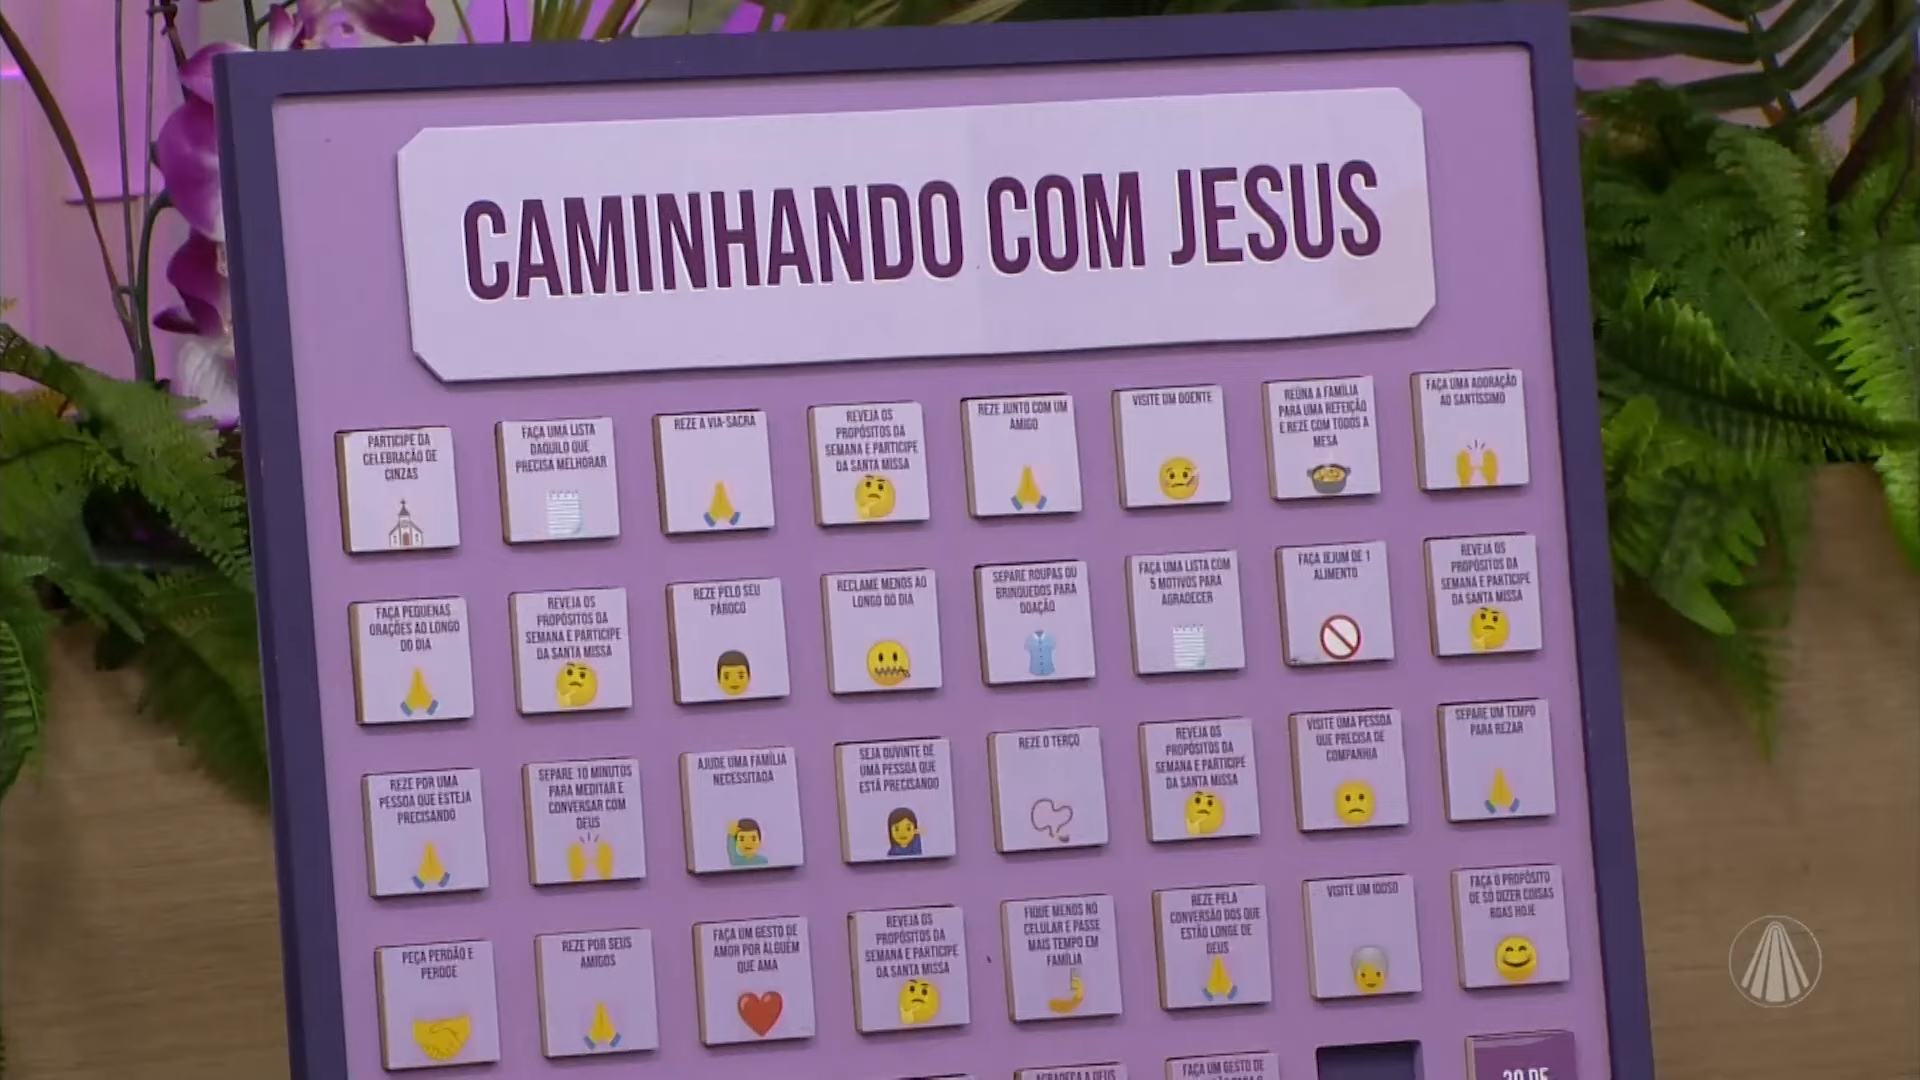 CAMINHANDO COM JESUS
PARTICIPE DA
CELEBRAÇÃO DE
CINZAS
FAÇA UMA LISTA
DAQUILO QUE
PRECISA MELHORAR
REZE A VIA-SACRA
REVEJA OS
PROPÓSITOS DA
SEMANA E PARTICIPE
DA SANTA MISSA
REZE JUNTO COM UM
AMIGO
VISITE UM DOENTE
REÚNA A FAMÍLIA
PARA UMA REFEIÇÃO
E REZE COM TODOS A
MESA
FAÇA UMA ADORAÇÃO
AO SANTÍSSIMO
FAÇA PEQUENAS
ORAÇÕES AO LONGO
DO DIA
REVEJA OS
PROPÓSITOS DA
SEMANA E PARTICIPE
DA SANTA MISSA
REZE PELO SEU
PÁROCO
RECLAME MENOS AO
LONGO DO DIA
SEPARE ROUPAS OU
BRINQUEDOS PARA
DOAÇÃO
FAÇA UMA LISTA COM
5 MOTIVOS PARA
AGRADECER
FAÇA JEJUM DE 1
ALIMENTO
REVEJA OS
PROPÓSITOS DA
SEMANA E PARTICIPE
DA SANTA MISSA
REZE POR UMA
PESSOA QUE ESTEJA
PRECISANDO
SEPARE 10 MINUTOS
PARA MEDITAR E
CONVERSAR COM
DEUS
AJUDE UMA FAMÍLIA
NECESSITADA
SEJA OUVINTE DE
UMA PESSOA QUE
ESTÁ PRECISANDO
REZE O TERÇO
REVEJA OS
PROPÓSITOS DA
SEMANA E PARTICIPE
DA SANTA MISSA
VISITE UMA PESSOA
QUE PRECISA DE
COMPANHIA
SEPARE UM TEMPO
PARA REZAR
PEÇA PERDÃO E
PERDOE
REZE POR SEUS
AMIGOS
FAÇA UM GESTO DE
AMOR POR ALGUÉM
QUE AMA
REVEJA OS
PROPÓSITOS DA
SEMANA E PARTICIPE
DA SANTA MISSA
FIQUE MENOS NO
CELULAR E PASSE
MAIS TEMPO EM
FAMÍLIA
REZE PELA
CONVERSÃO DOS QUE
ESTÃO LONGE DE
DEUS
VISITE UM IDOSO
FAÇA O PROPÓSITO
DE SÓ DIZER COISAS
BOAS HOJE
AGRADEÇA A DEUS
FAÇA UM GESTO DE